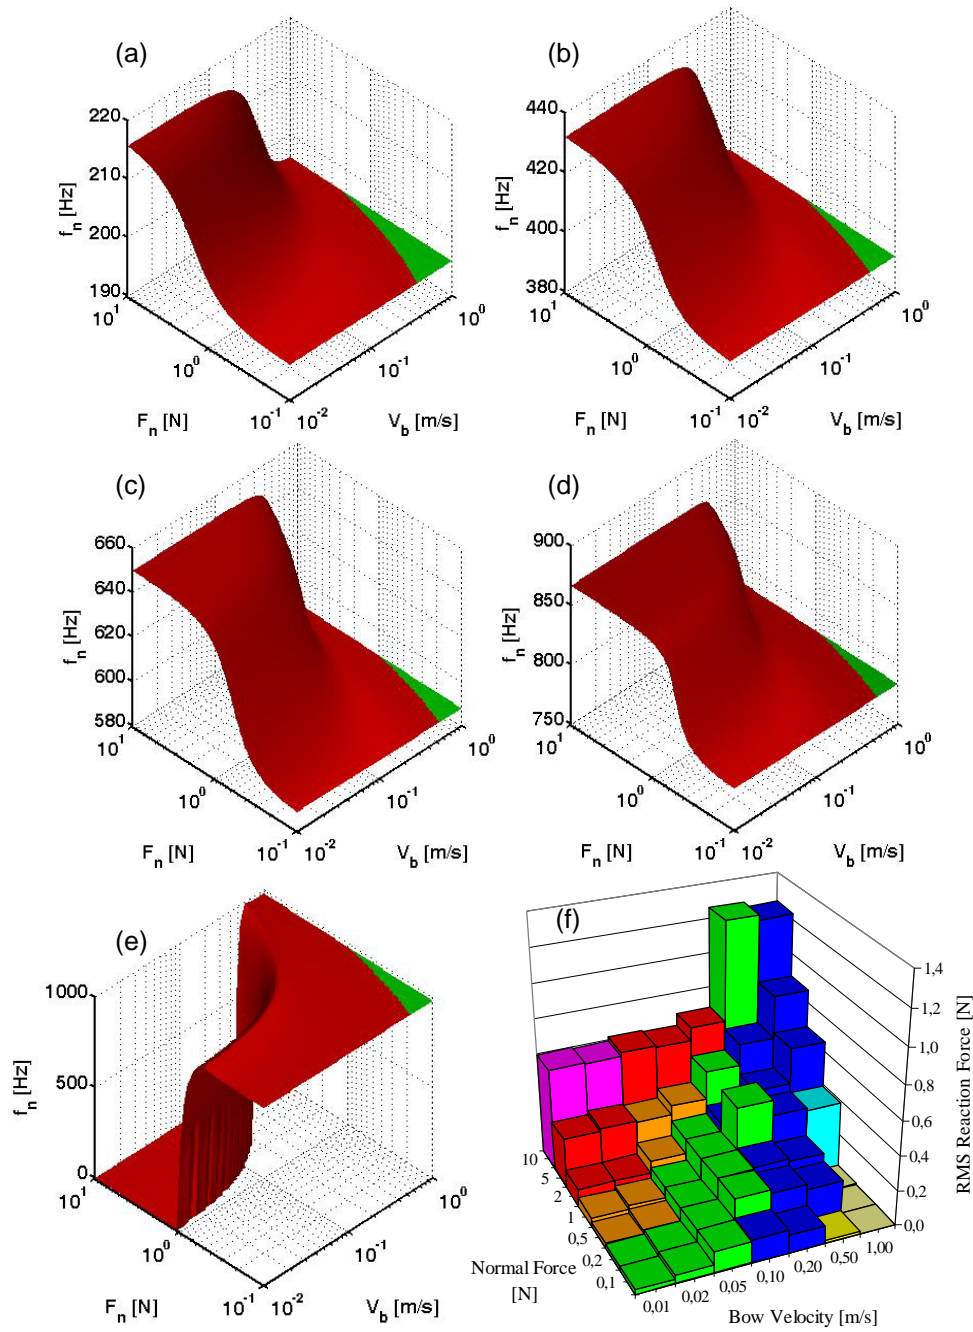 (a)
220
210
200
190
f_n [Hz]
10^1
10^0
10^-1
10^-2
10^-1
10^0
F_n [N]
V_b [m/s]
(b)
440
420
400
380
f_n [Hz]
10^1
10^0
10^-1
10^-2
10^-1
10^0
F_n [N]
V_b [m/s]
(c)
660
640
620
600
580
f_n [Hz]
10^1
10^0
10^-1
10^-2
10^-1
10^0
F_n [N]
V_b [m/s]
(d)
900
850
800
750
f_n [Hz]
10^1
10^0
10^-1
10^-2
10^-1
10^0
F_n [N]
V_b [m/s]
(e)
1000
500
0
f_n [Hz]
10^1
10^0
10^-1
10^-2
10^-1
10^0
F_n [N]
V_b [m/s]
(f)
1,4
1,2
1,0
0,8
0,6
0,4
0,2
0,0
RMS Reaction Force [N]
10
5
2
1
0,5
0,2
0,1
Normal Force
[N]
0,01
0,02
0,05
0,10
0,20
0,50
1,00
Bow Velocity [m/s]